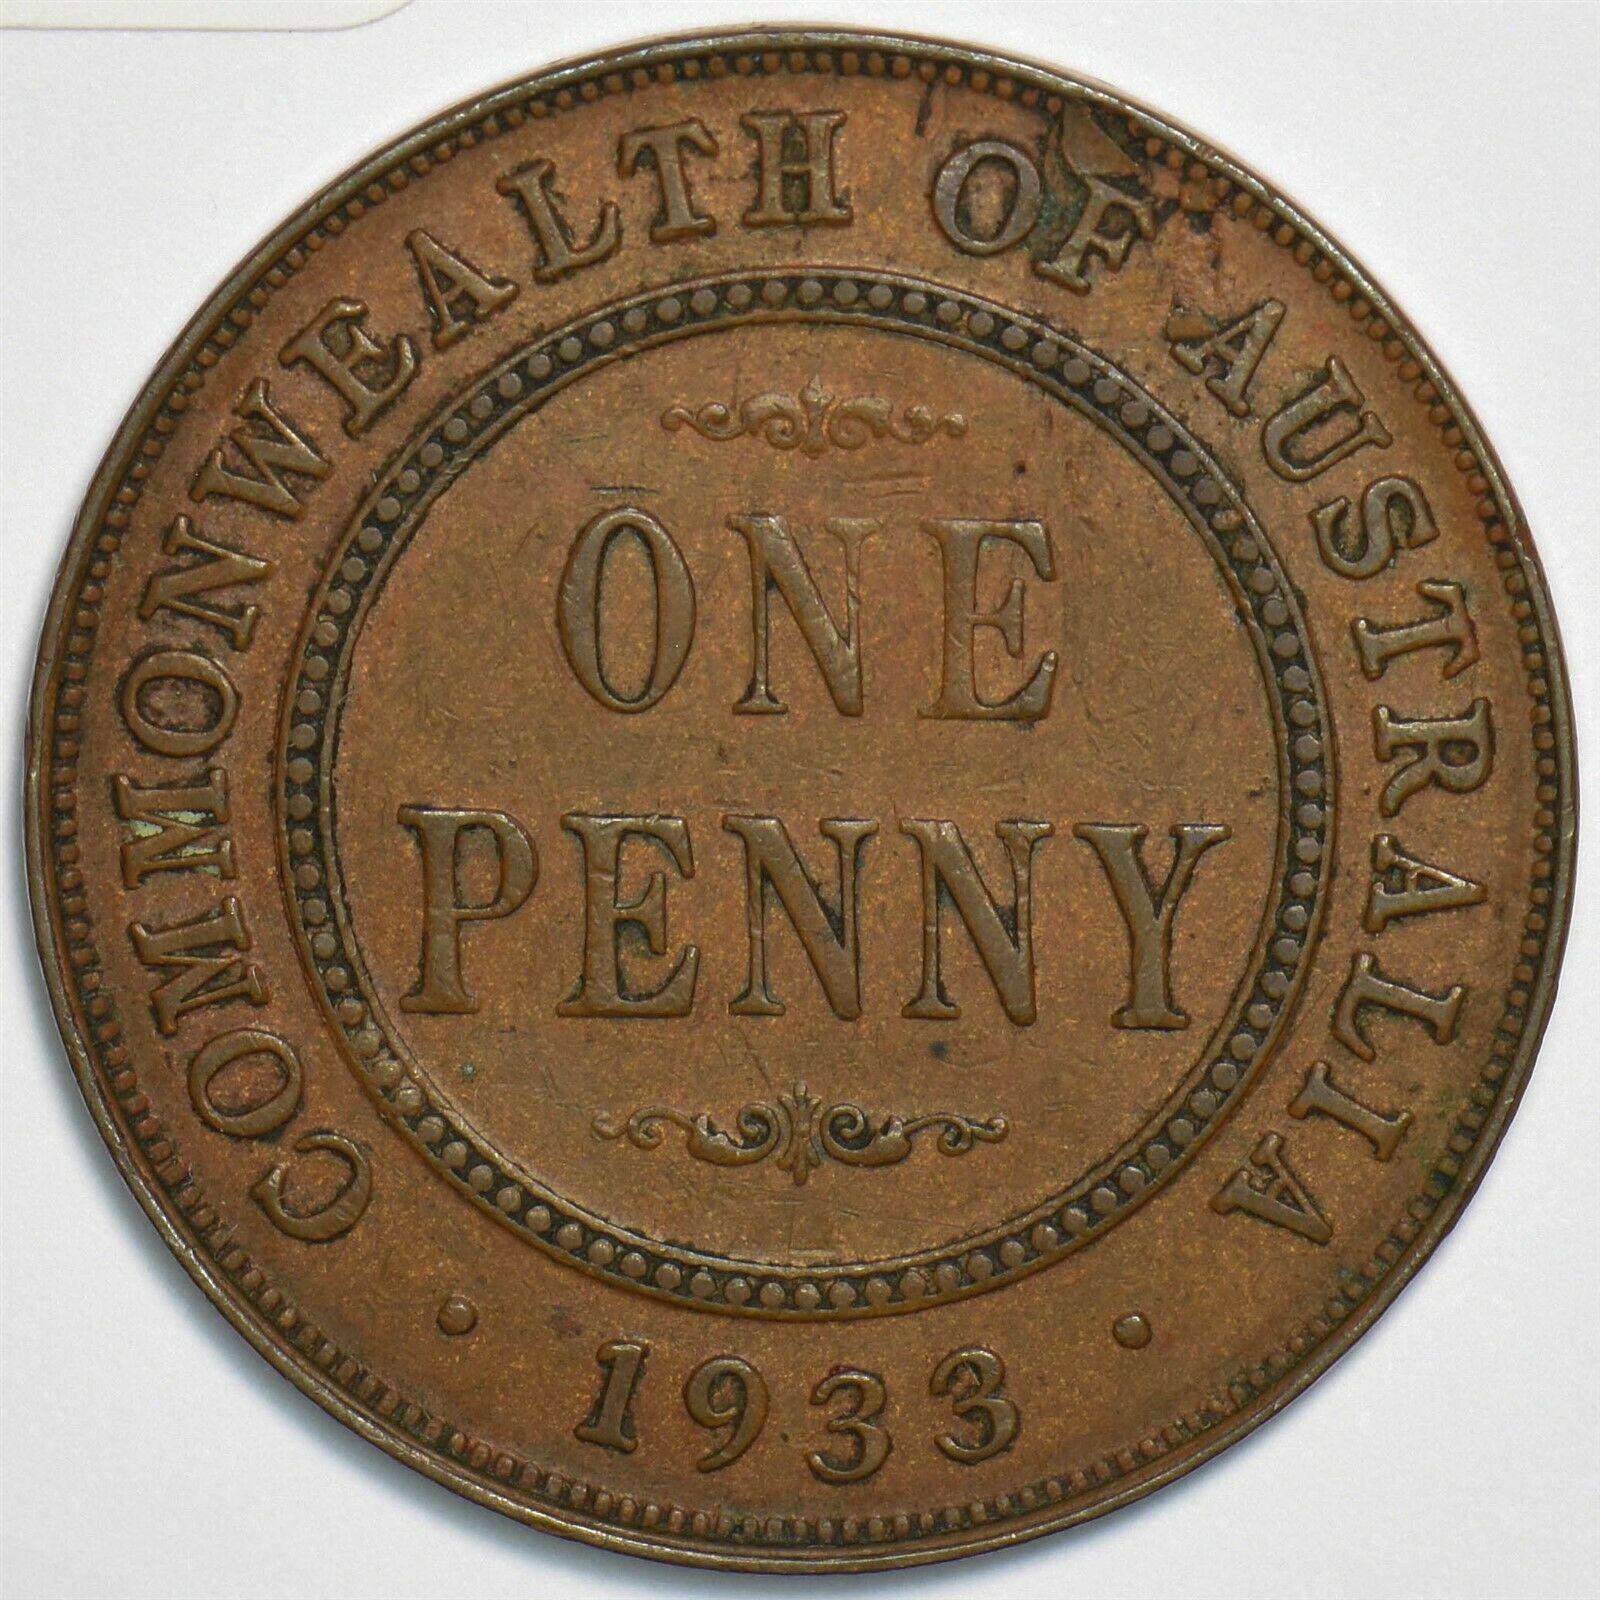 COMMONWEALTH OF AUSTRALIA
ONE
PENNY
· 1933 ·